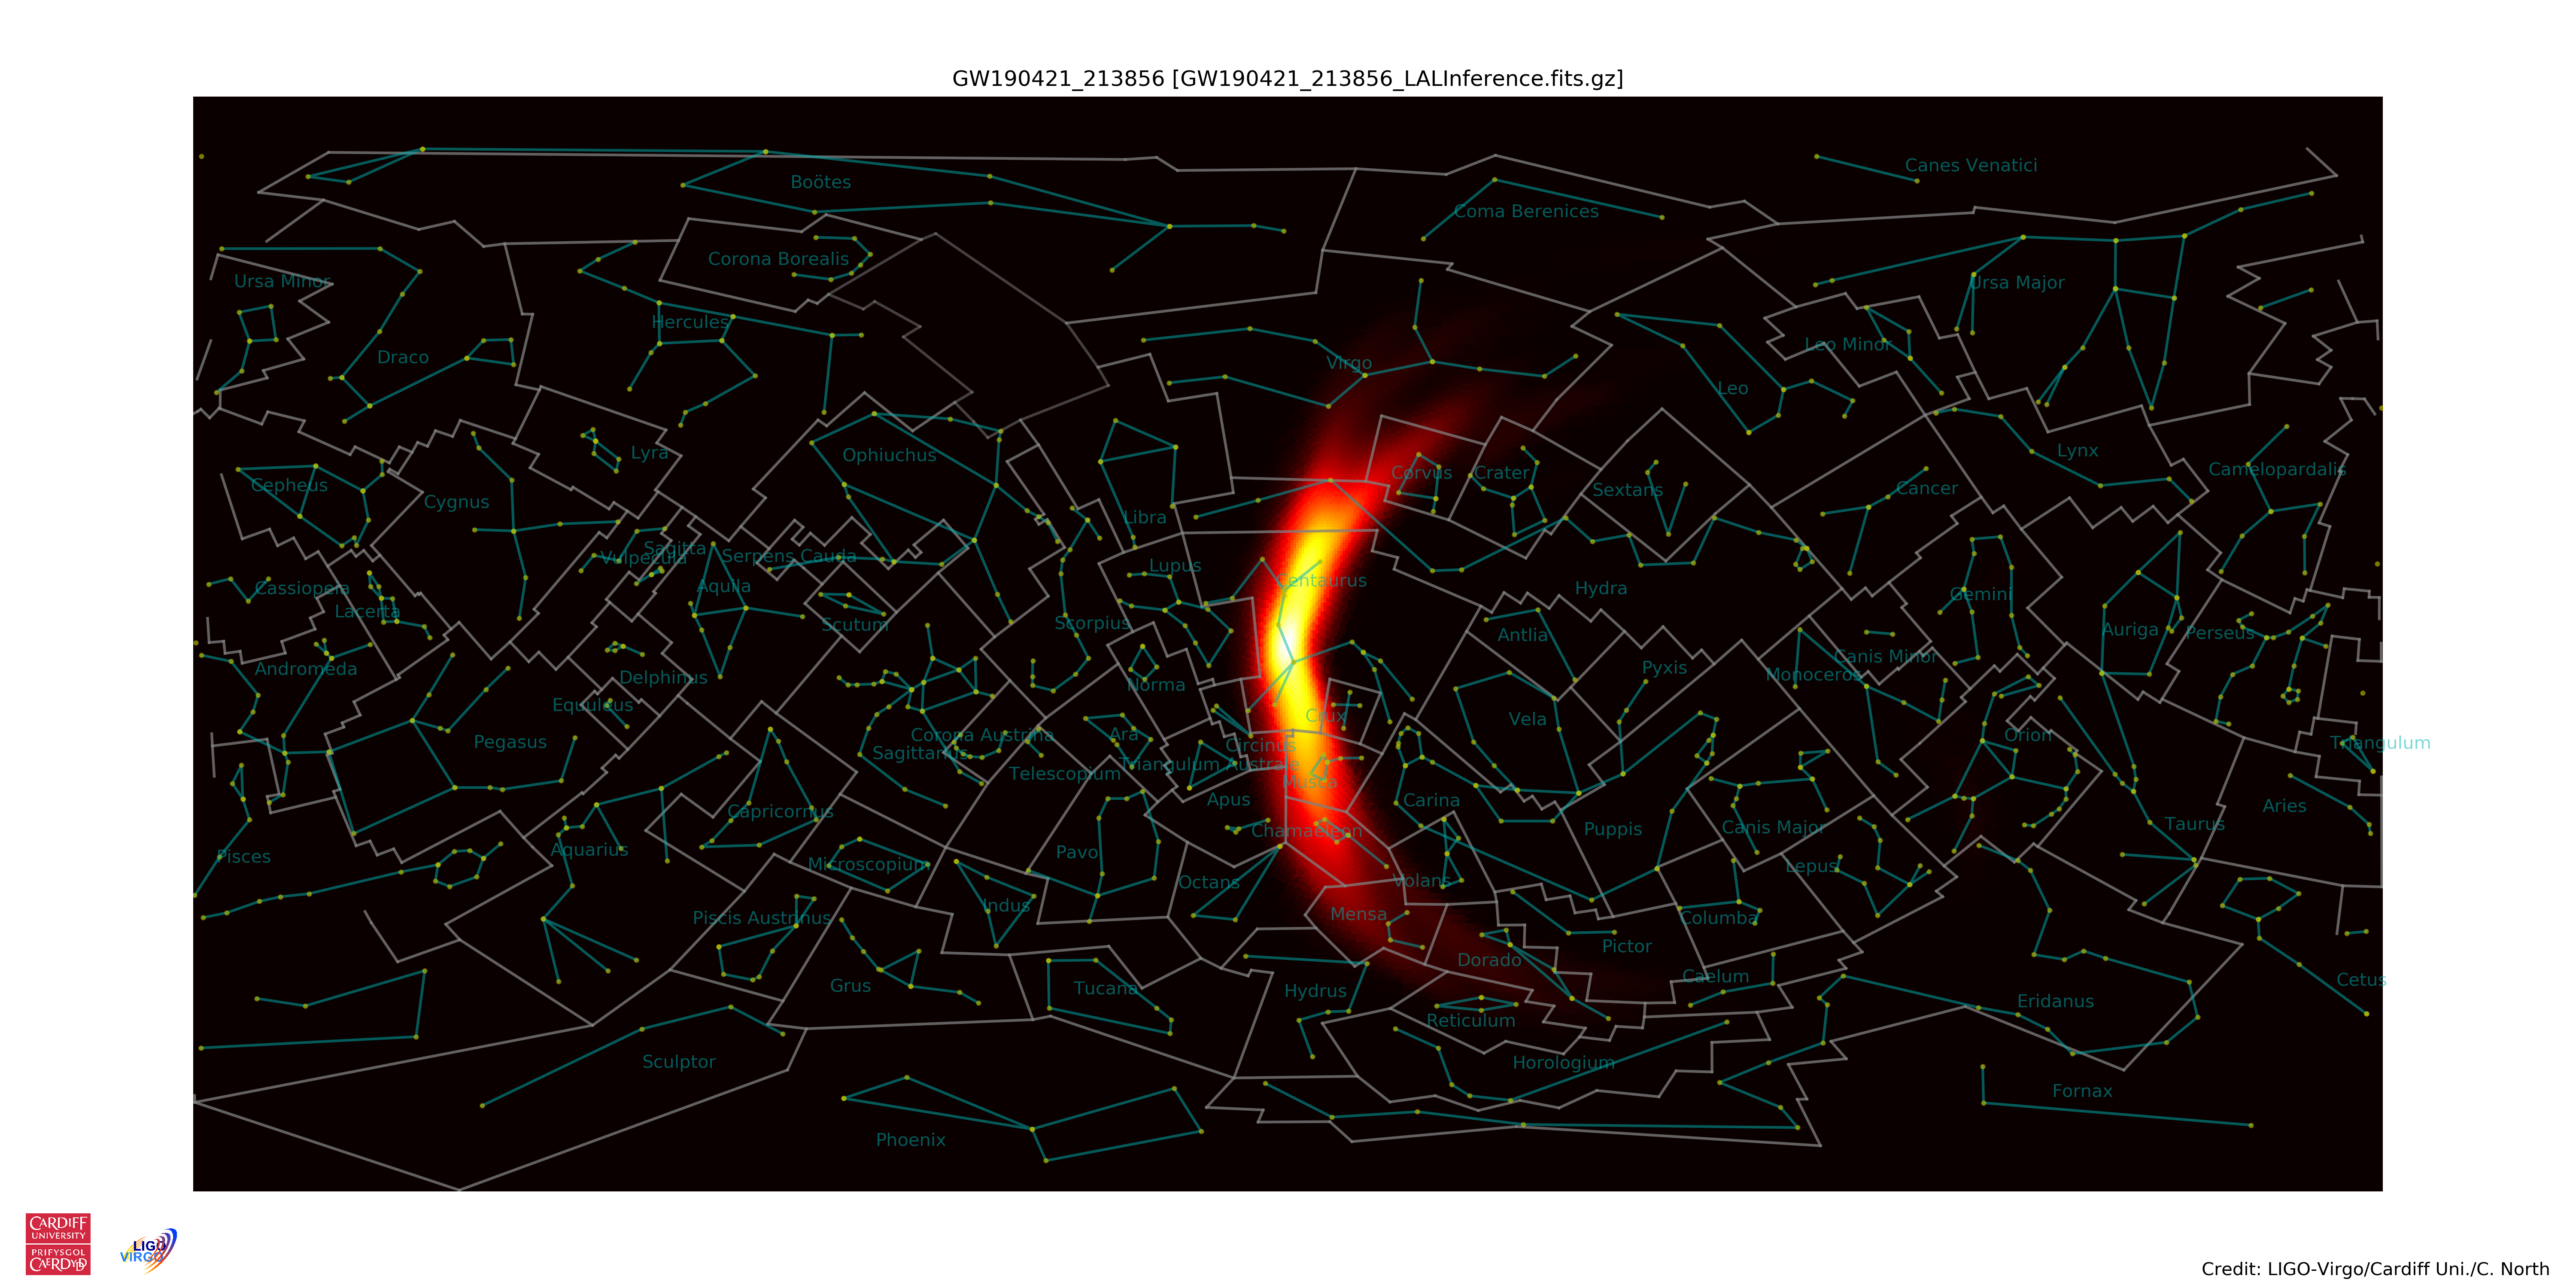 GW190421_213856 [GW190421_213856_LALInference.fits.gz]
Canes Venatici
Boötes
Coma Berenices
Corona Borealis
Ursa Minor
Ursa Major
Hercules
Leo Minor
Draco
Virgo
Leo
Lynx
Lyra
Ophiuchus
Camelopardalis
Corvus
Crater
Cepheus
Cancer
Sextans
Cygnus
Libra
Sagitta
Serpens Cauda
Vulpecula
Lupus
Centaurus
Aquila
Cassiopeia
Hydra
Gemini
Lacerta
Scorpius
Scutum
Auriga
Perseus
Antlia
Canis Minor
Andromeda
Pyxis
Monoceros
Delphinus
Norma
Equuleus
Crux
Vela
Corona Austrina
Ara
Orion
Pegasus
Circinus
Triangulum
Sagittarius
Triangulum Australe
Telescopium
Musca
Apus
Carina
Aries
Capricornus
Taurus
Canis Major
Puppis
Chamaeleon
Aquarius
Pavo
Pisces
Microscopium
Lepus
Octans
Volans
Indus
Mensa
Piscis Austrinus
Columba
Pictor
Dorado
Caelum
Cetus
Grus
Tucana
Hydrus
Eridanus
Reticulum
Sculptor
Horologium
Fornax
Phoenix
CARDIFF
UNIVERSITY
PRIFYSGOL
CAERDYDD
LIGO
VIRGO
Credit: LIGO-Virgo/Cardiff Uni./C. North